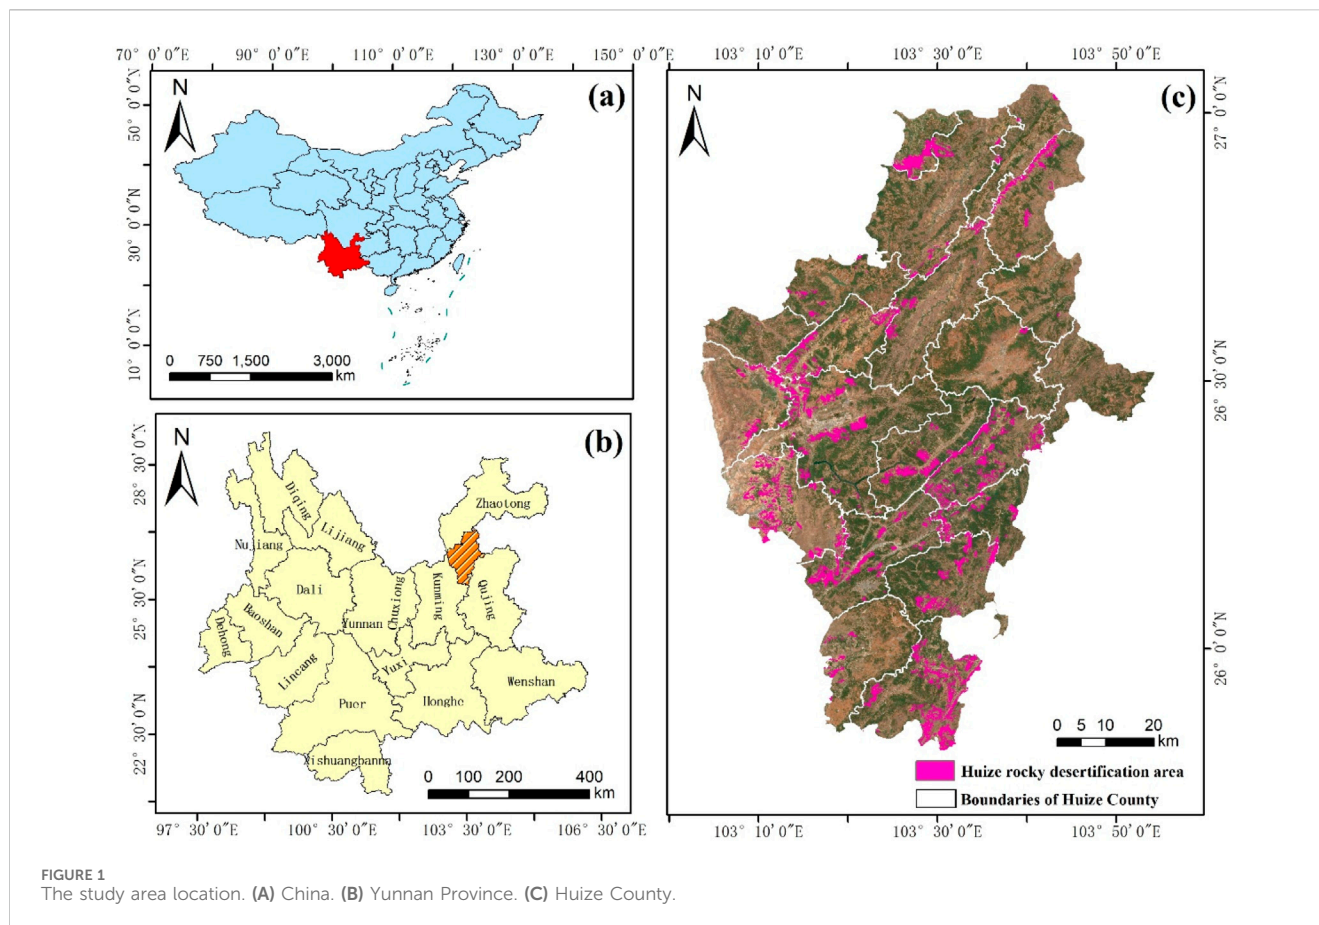 70° 0′0″E 90° 0′0″E 110° 0′0″E 130° 0′0″E 150° 0′0″E
50° 0′0″N
30° 0′0″N
10° 0′0″N
N
(a)
0 750 1,500 3,000
km
N
(b)
28° 30′0″N
25° 30′0″N
22° 30′0″N
Diqing
Lijiang
Nujiang
Zhaotong
Dali
Baoshan
Dehong
Yunnan
Chuxiong
Kunming
Qujing
Lincang
Yuxi
Puer
Honghe
Wenshan
Xishuangbanna
0 100 200 400
km
97° 30′0″E 100° 30′0″E 103° 30′0″E 106° 30′0″E
103° 10′0″E 103° 30′0″E 103° 50′0″E
N
(c)
27° 0′0″N
26° 30′0″N
26° 0′0″N
0 5 10 20
km
Huize rocky desertification area
Boundaries of Huize County
103° 10′0″E 103° 30′0″E 103° 50′0″E
FIGURE 1
The study area location. (A) China. (B) Yunnan Province. (C) Huize County.